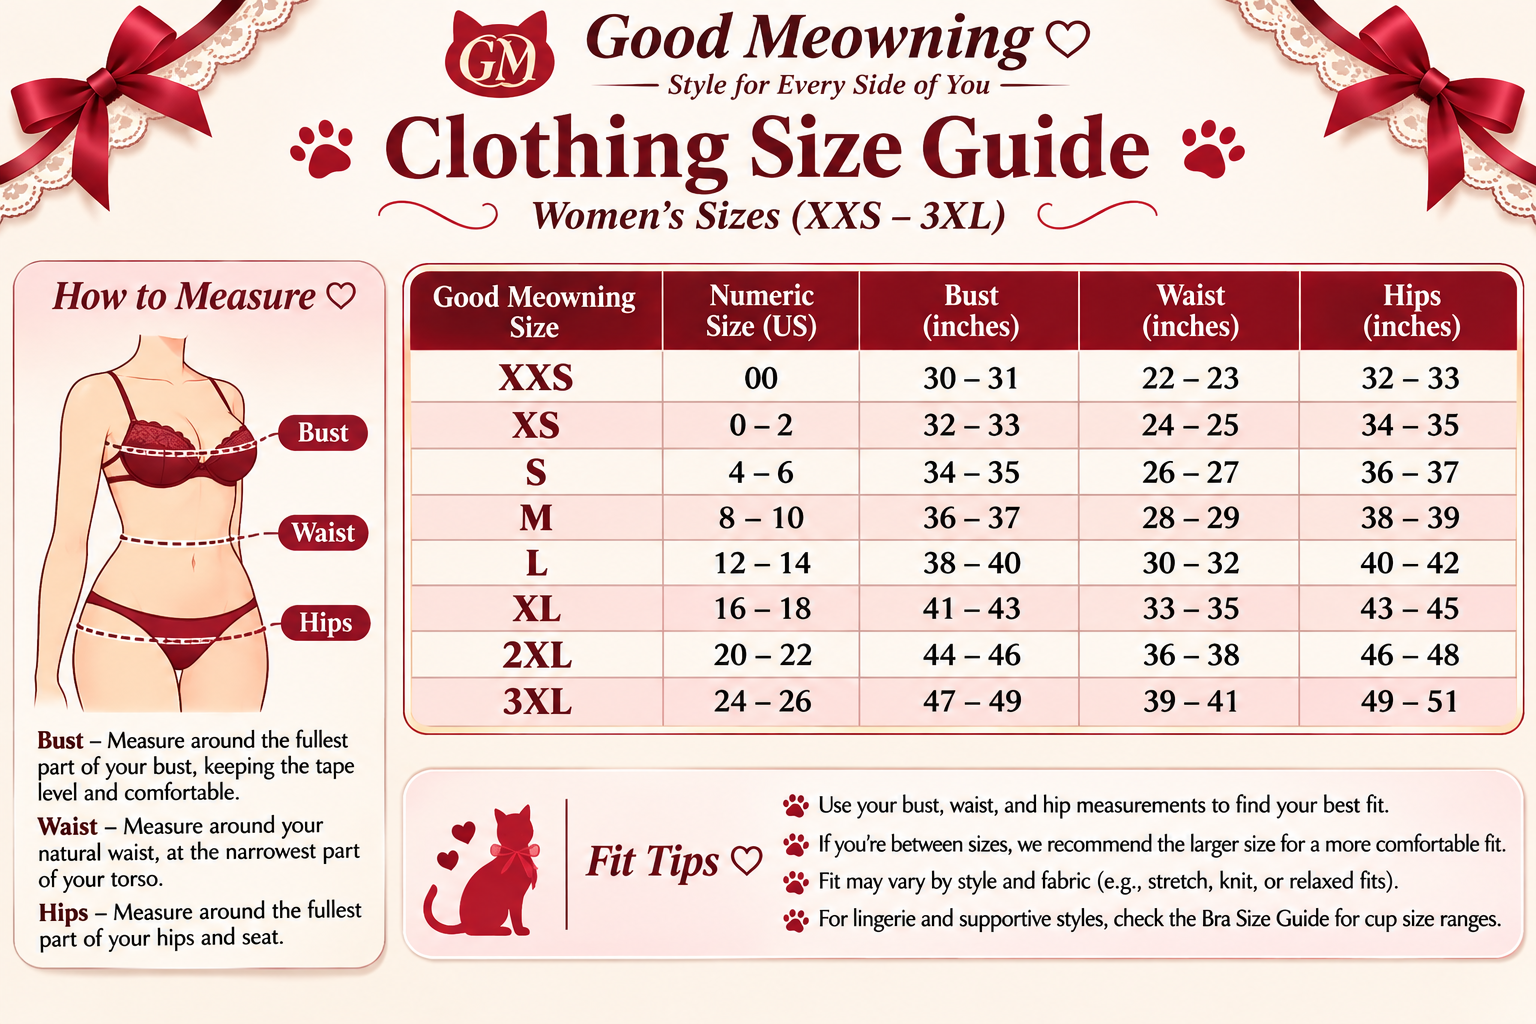 GM
Good Meowning ♡
Style for Every Side of You
Clothing Size Guide
Women's Sizes (XXS – 3XL)
How to Measure ♡
Bust
Waist
Hips
Bust – Measure around the fullest
part of your bust, keeping the tape
level and comfortable.
Waist – Measure around your
natural waist, at the narrowest part
of your torso.
Hips – Measure around the fullest
part of your hips and seat.
Good Meowning Size Numeric Size (US) Bust (inches) Waist (inches) Hips (inches)
XXS 00 30 – 31 22 – 23 32 – 33
XS 0 – 2 32 – 33 24 – 25 34 – 35
S 4 – 6 34 – 35 26 – 27 36 – 37
M 8 – 10 36 – 37 28 – 29 38 – 39
L 12 – 14 38 – 40 30 – 32 40 – 42
XL 16 – 18 41 – 43 33 – 35 43 – 45
2XL 20 – 22 44 – 46 36 – 38 46 – 48
3XL 24 – 26 47 – 49 39 – 41 49 – 51
Fit Tips ♡
Use your bust, waist, and hip measurements to find your best fit.
If you're between sizes, we recommend the larger size for a more comfortable fit.
Fit may vary by style and fabric (e.g., stretch, knit, or relaxed fits).
For lingerie and supportive styles, check the Bra Size Guide for cup size ranges.